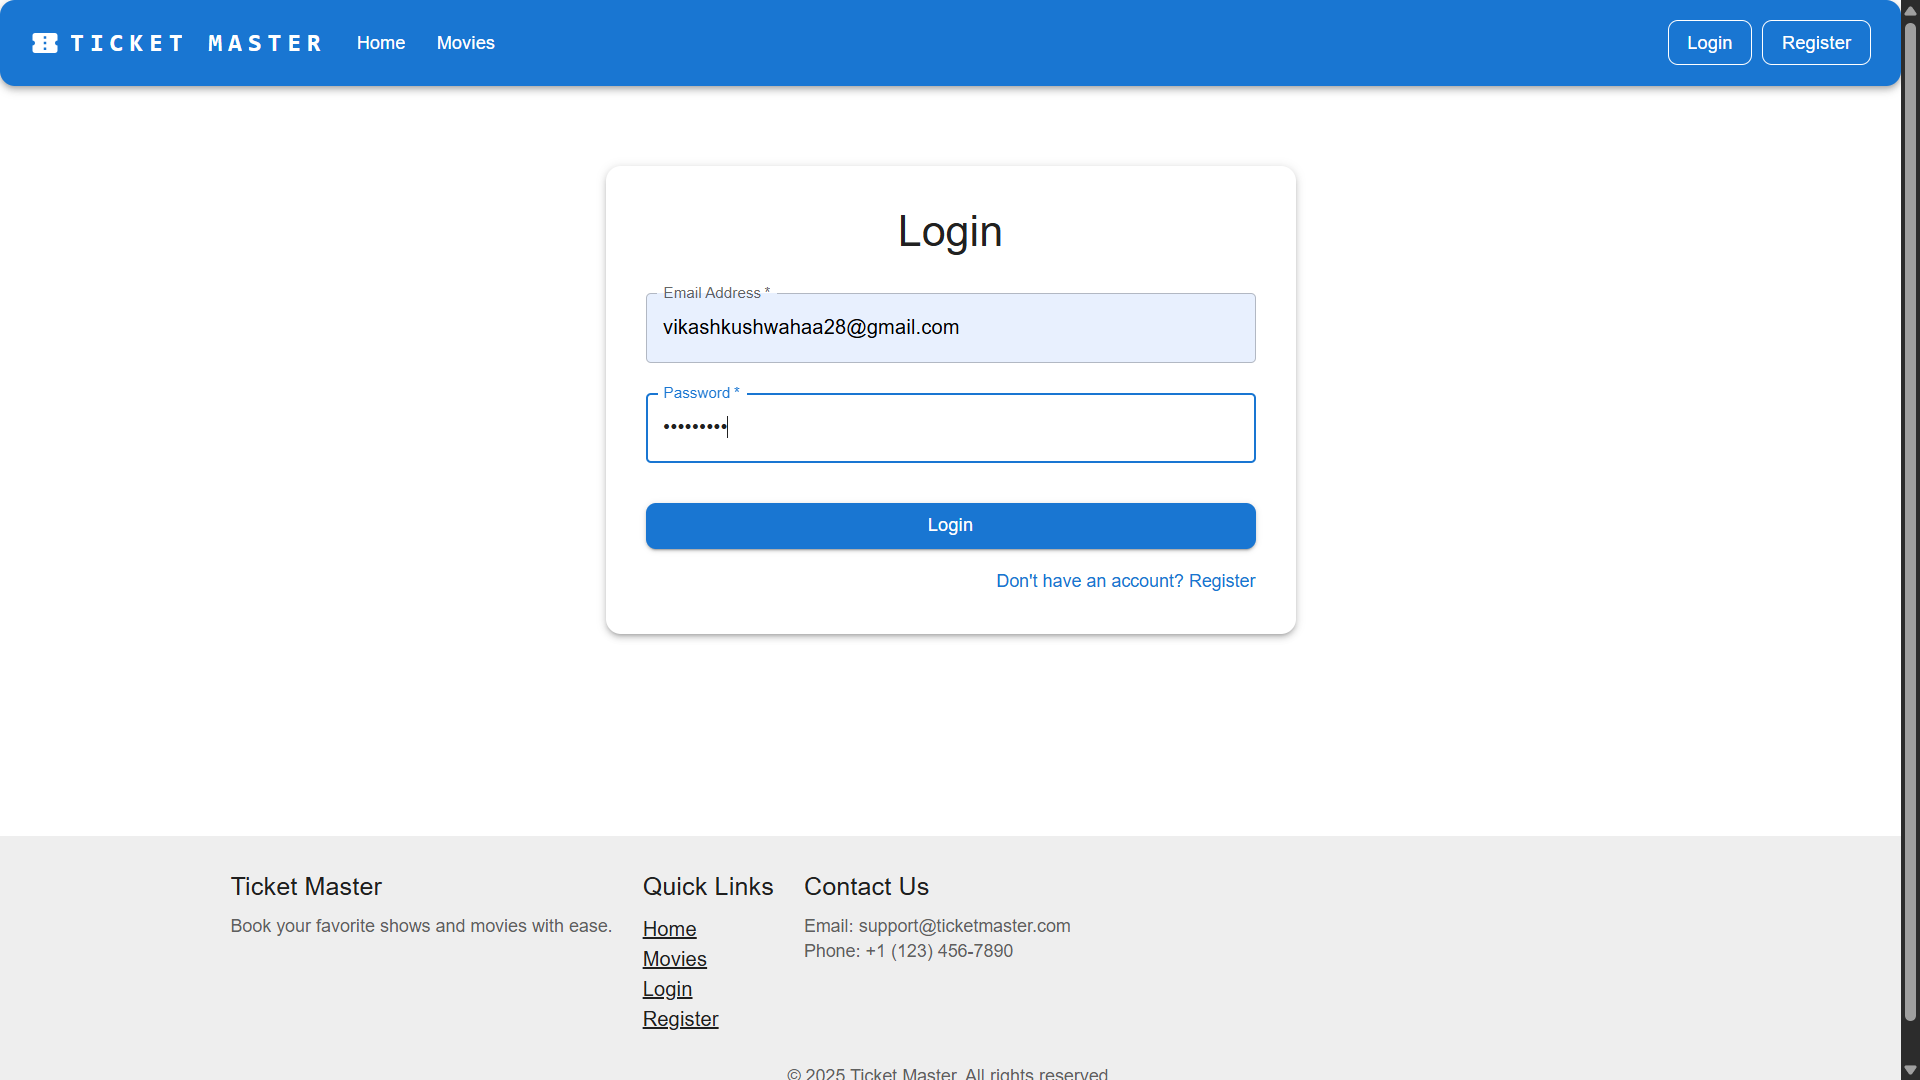 TICKET MASTER Home Movies Login Register
Login
Email Address *
vikashkushwahaa28@gmail.com
Password *
•••••••••
Login
Don't have an account? Register
Ticket Master
Book your favorite shows and movies with ease.
Quick Links
Home
Movies
Login
Register
Contact Us
Email: support@ticketmaster.com
Phone: +1 (123) 456-7890
© 2025 Ticket Master. All rights reserved